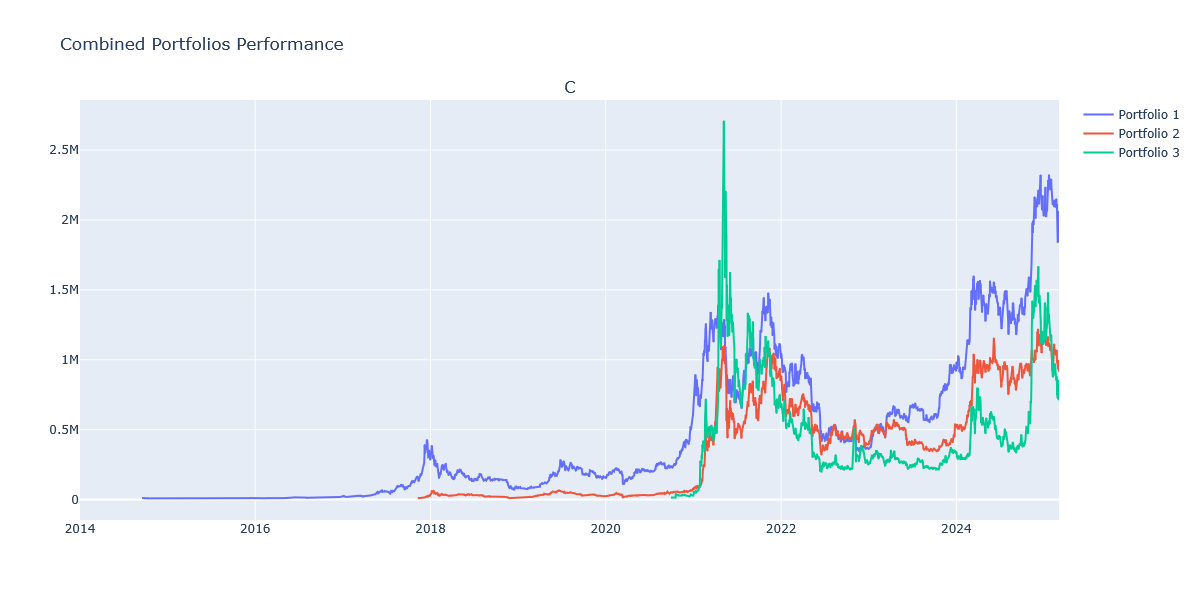 Combined Portfolios Performance
C
Portfolio 1
Portfolio 2
Portfolio 3
2.5M
2M
1.5M
1M
0.5M
0
2014 2016 2018 2020 2022 2024